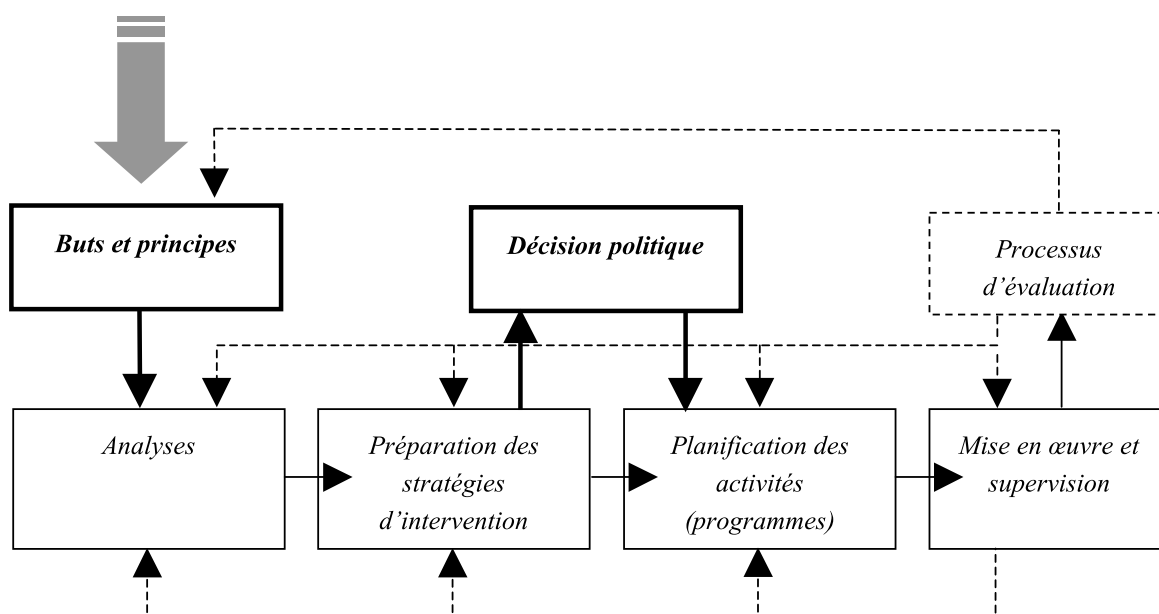 Buts et principes
Décision politique
Processus
d’évaluation
Analyses
Préparation des
stratégies
d’intervention
Planification des
activités
(programmes)
Mise en œuvre et
supervision